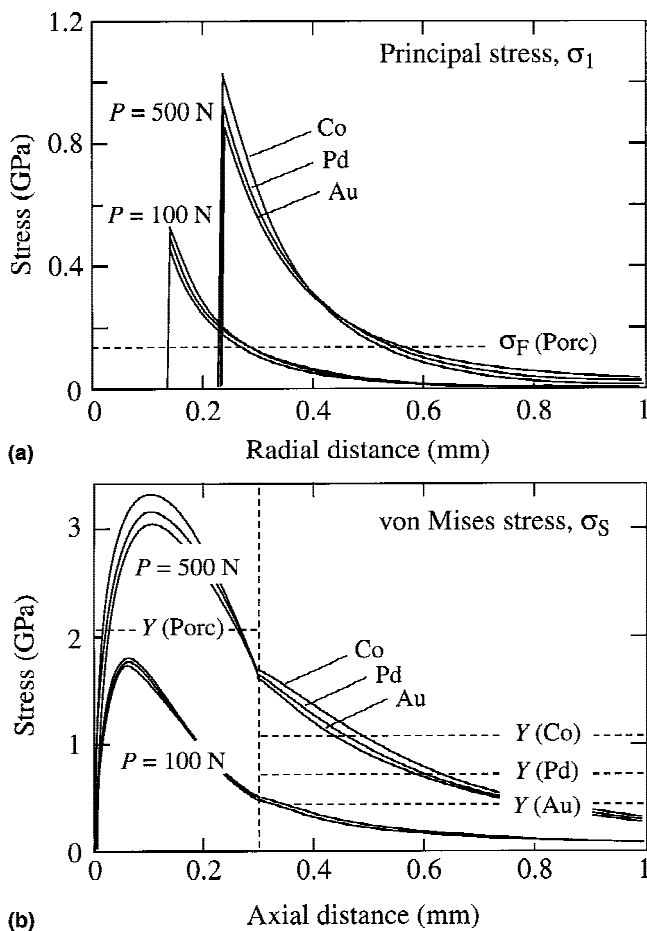 1.2
Principal stress, σ₁
P = 500 N
Co
0.8
Pd
Au
P = 100 N
Stress (GPa)
0.4
σF (Porc)
0
0
0.2
0.4
0.6
0.8
1.0
(a)
Radial distance (mm)
3
von Mises stress, σS
P = 500 N
Y (Porc)
2
Co
Pd
Au
Stress (GPa)
Y (Co)
1
P = 100 N
Y (Pd)
Y (Au)
0
0
0.2
0.4
0.6
0.8
1.0
(b)
Axial distance (mm)